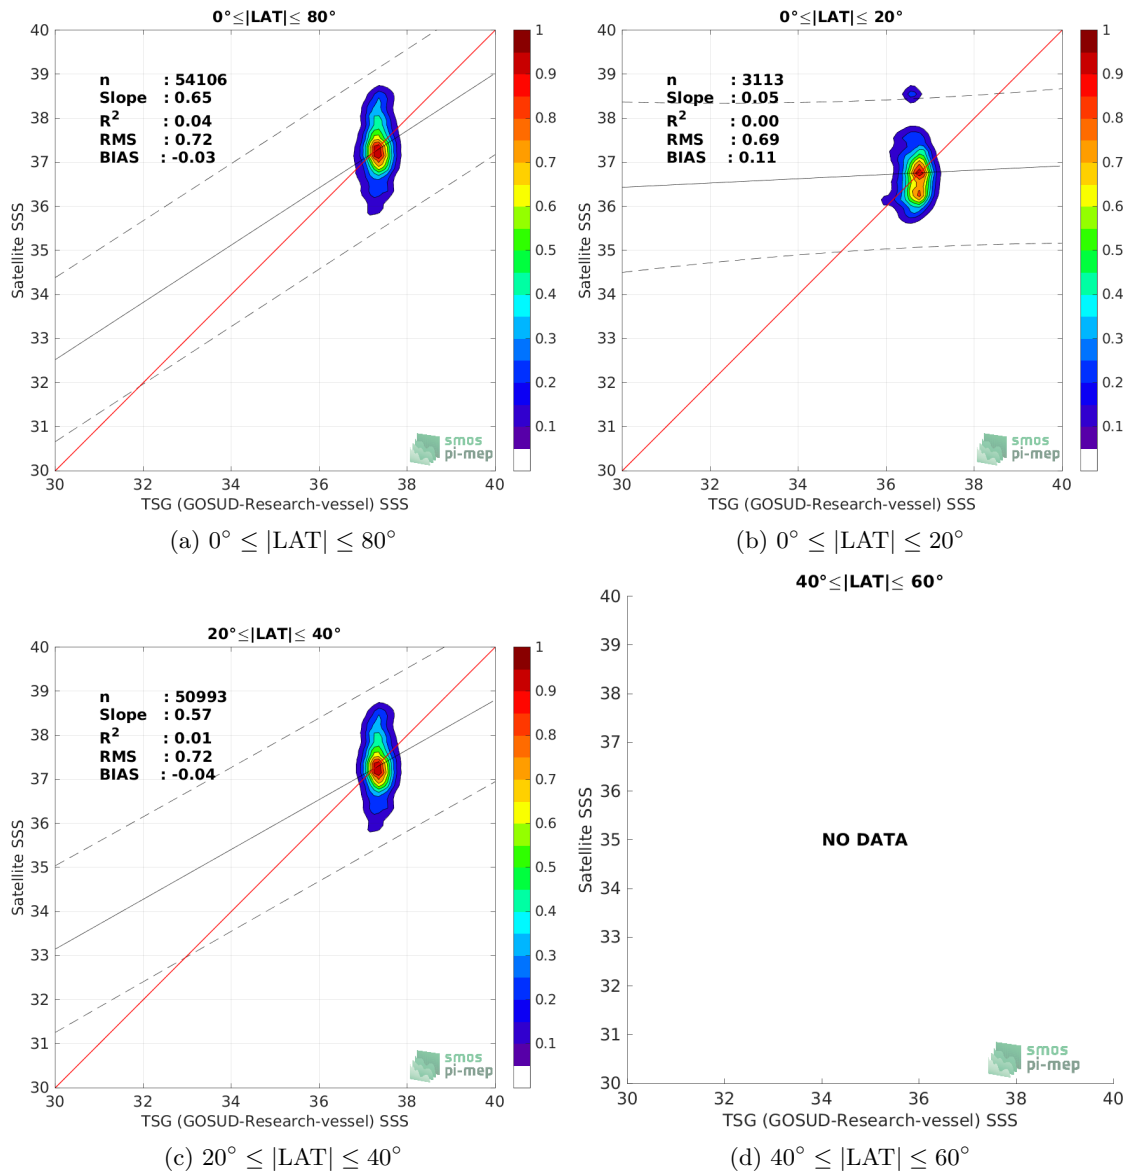 0°≤|LAT|≤ 80°
40
39
38
37
36
35
34
33
32
31
30
30
32
34
36
38
40
n : 54106
Slope : 0.65
R2 : 0.04
RMS : 0.72
BIAS : -0.03
Satellite SSS
TSG (GOSUD-Research-vessel) SSS
smos
pi-mep
1
0.9
0.8
0.7
0.6
0.5
0.4
0.3
0.2
0.1
(a) 0° ≤ |LAT| ≤ 80°
0°≤|LAT|≤ 20°
40
39
38
37
36
35
34
33
32
31
30
30
32
34
36
38
40
n : 3113
Slope : 0.05
R2 : 0.00
RMS : 0.69
BIAS : 0.11
Satellite SSS
TSG (GOSUD-Research-vessel) SSS
smos
pi-mep
1
0.9
0.8
0.7
0.6
0.5
0.4
0.3
0.2
0.1
(b) 0° ≤ |LAT| ≤ 20°
20°≤|LAT|≤ 40°
40
39
38
37
36
35
34
33
32
31
30
30
32
34
36
38
40
n : 50993
Slope : 0.57
R2 : 0.01
RMS : 0.72
BIAS : -0.04
Satellite SSS
TSG (GOSUD-Research-vessel) SSS
smos
pi-mep
1
0.9
0.8
0.7
0.6
0.5
0.4
0.3
0.2
0.1
(c) 20° ≤ |LAT| ≤ 40°
40°≤|LAT|≤ 60°
40
39
38
37
36
35
34
33
32
31
30
30
32
34
36
38
40
NO DATA
Satellite SSS
TSG (GOSUD-Research-vessel) SSS
smos
pi-mep
(d) 40° ≤ |LAT| ≤ 60°